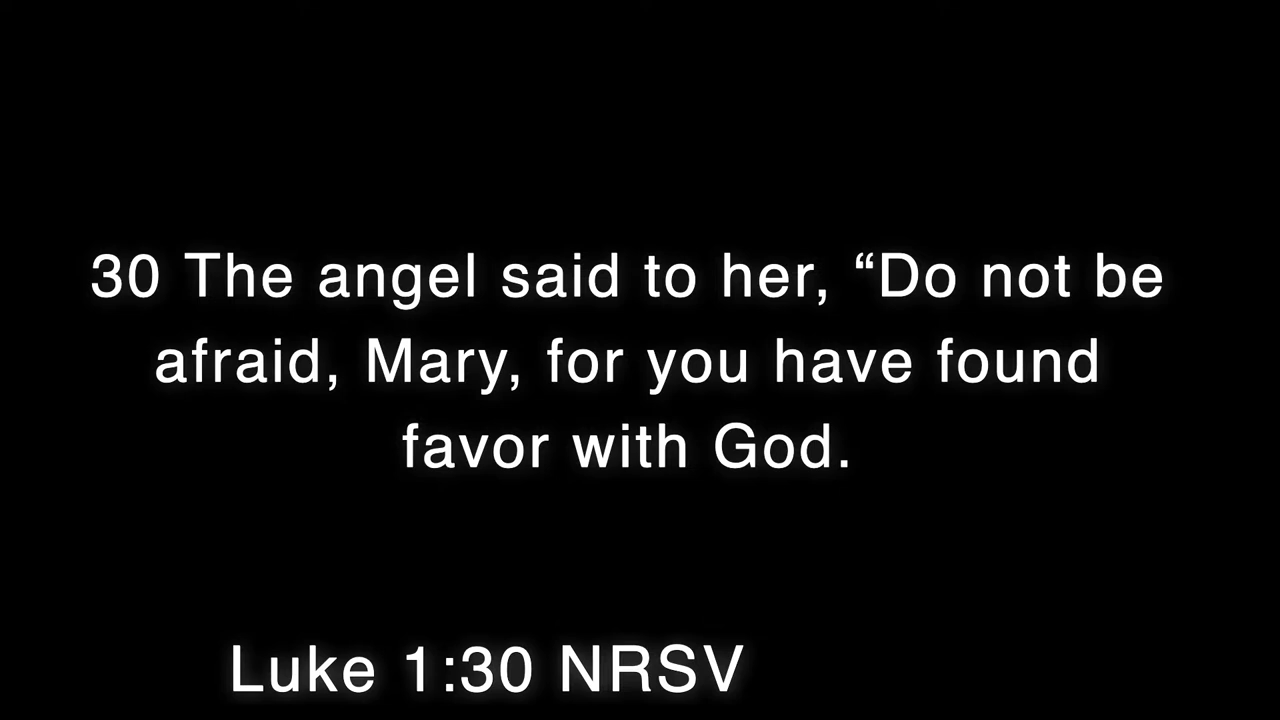 30 The angel said to her, “Do not be
afraid, Mary, for you have found
favor with God.
Luke 1:30 NRSV